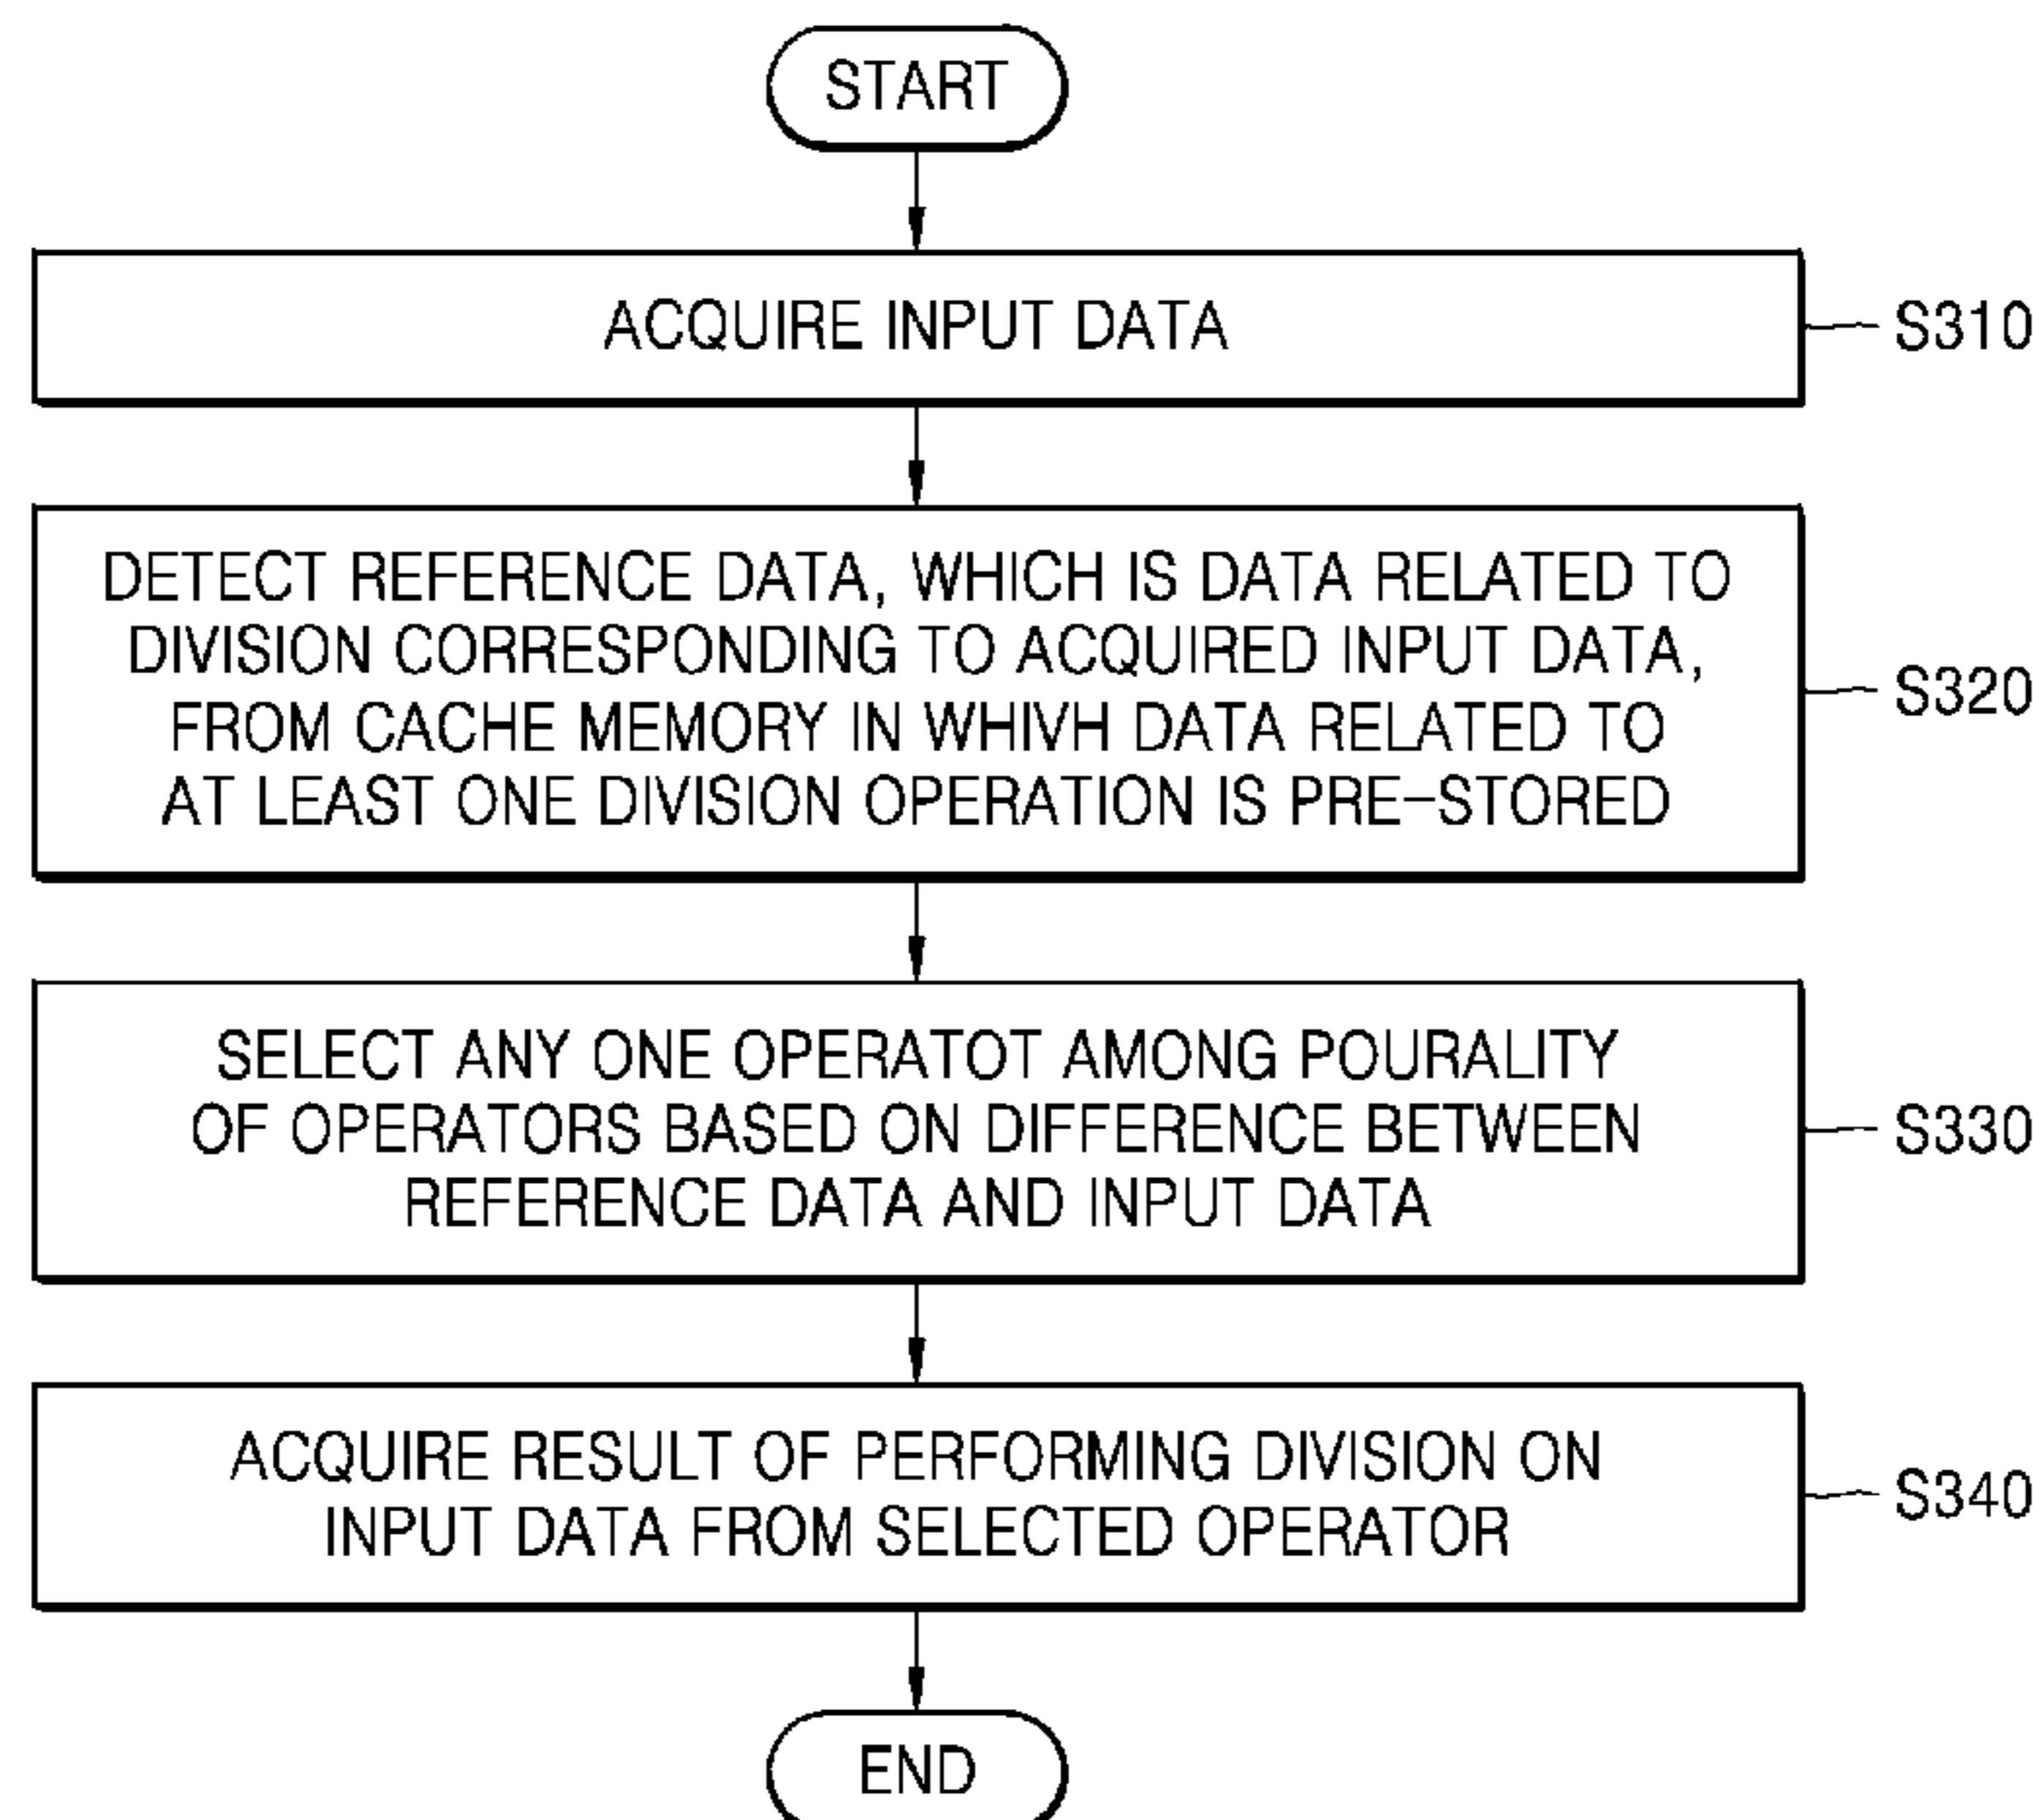 START
ACQUIRE INPUT DATA
S310
DETECT REFERENCE DATA, WHICH IS DATA RELATED TO
DIVISION CORRESPONDING TO ACQUIRED INPUT DATA,
FROM CACHE MEMORY IN WHIVH DATA RELATED TO
AT LEAST ONE DIVISION OPERATION IS PRE-STORED
S320
SELECT ANY ONE OPERATOT AMONG POURALITY
OF OPERATORS BASED ON DIFFERENCE BETWEEN
REFERENCE DATA AND INPUT DATA
S330
ACQUIRE RESULT OF PERFORMING DIVISION ON
INPUT DATA FROM SELECTED OPERATOR
S340
END